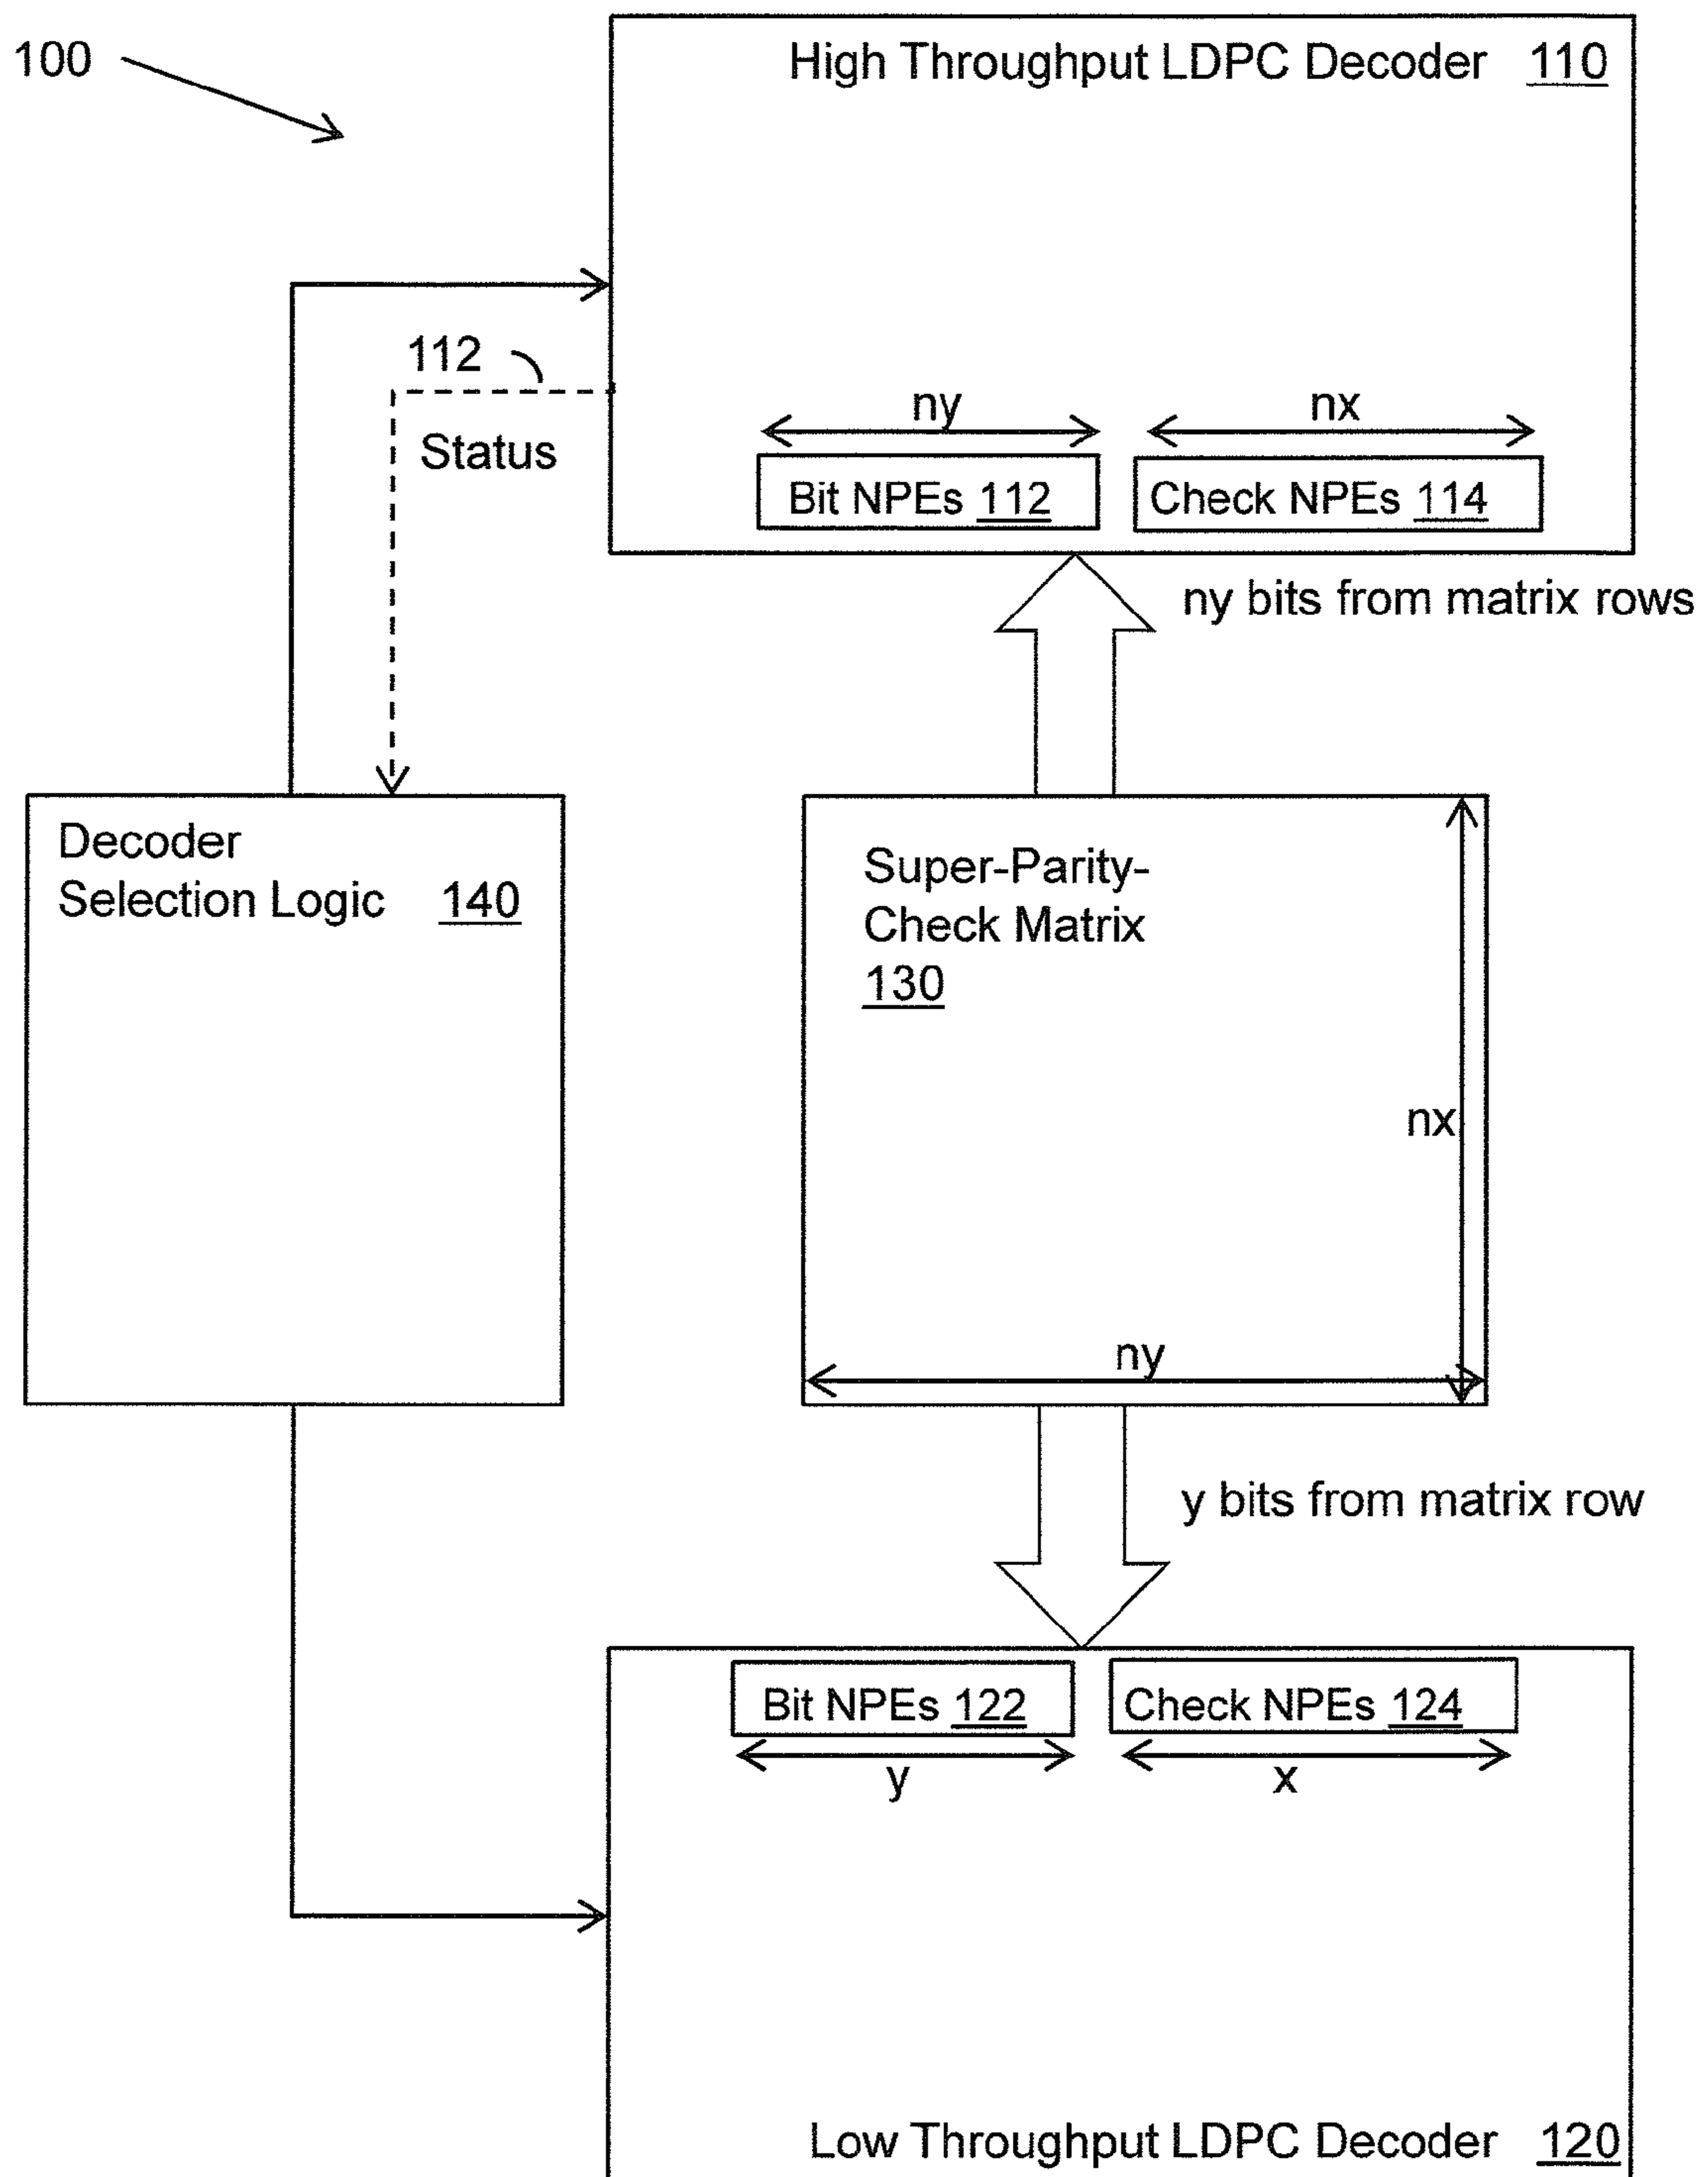 100
High Throughput LDPC Decoder 110
112
Status
ny
nx
Bit NPEs 112
Check NPEs 114
ny bits from matrix rows
Decoder
Selection Logic 140
Super-Parity-
Check Matrix
130
nx
ny
y bits from matrix row
Bit NPEs 122
Check NPEs 124
y
x
Low Throughput LDPC Decoder 120